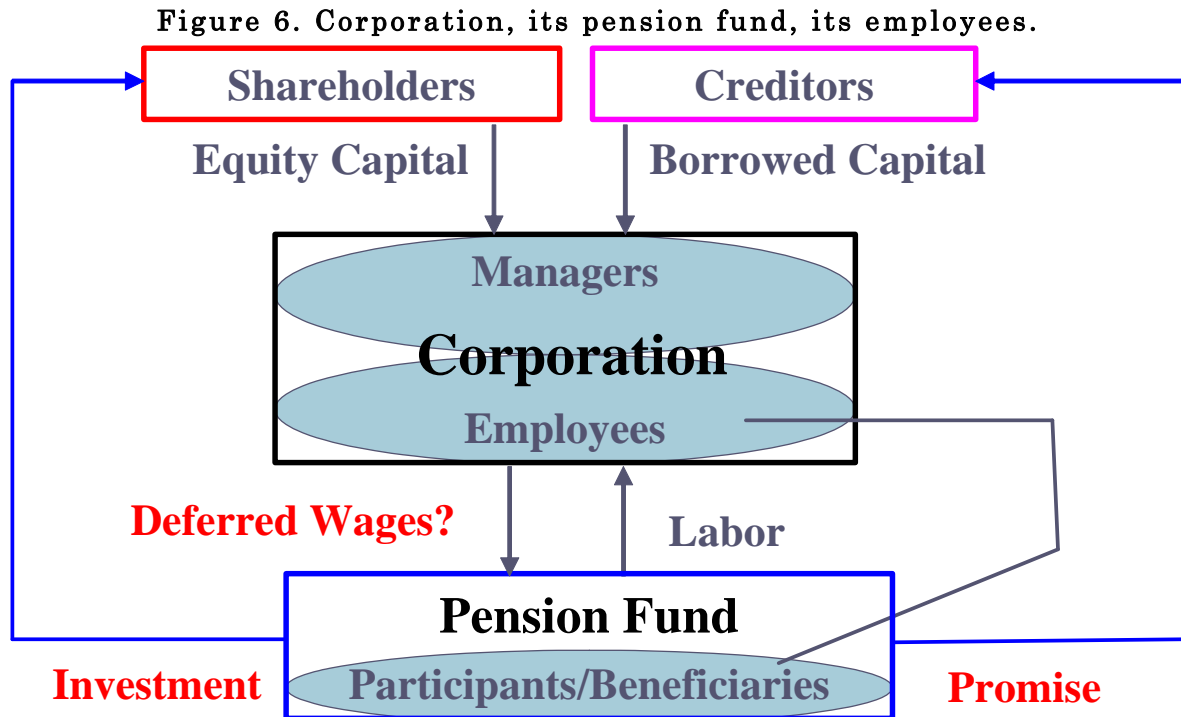 Figure 6. Corporation, its pension fund, its employees.
Shareholders
Creditors
Equity Capital
Borrowed Capital
Managers
Corporation
Employees
Deferred Wages?
Labor
Pension Fund
Investment
Participants/Beneficiaries
Promise